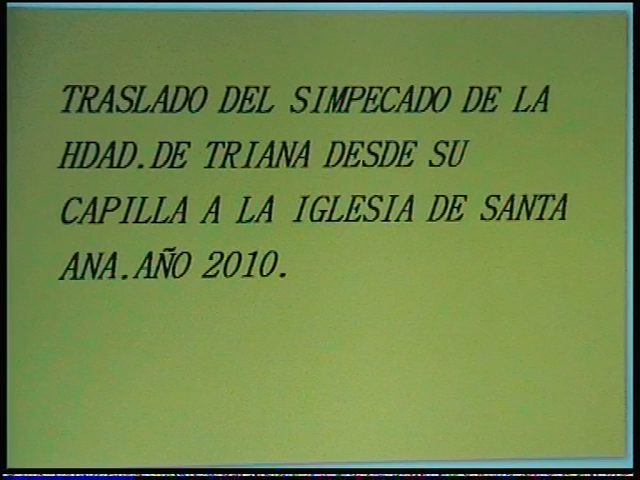 TRASLADO DEL SIMPECADO DE LA
HDAD.DE TRIANA DESDE SU
CAPILLA A LA IGLESIA DE SANTA
ANA.AÑO 2010.